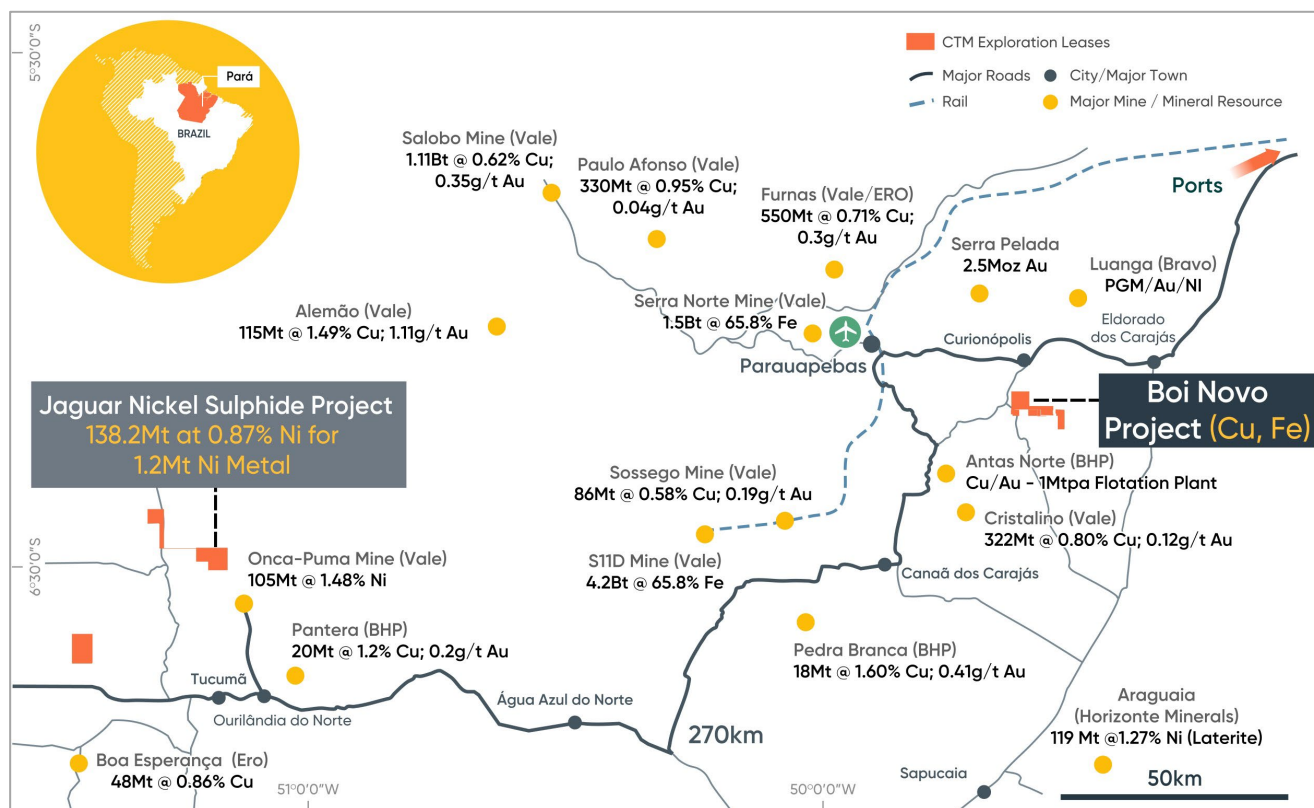 5°30'0"S
Pará
BRAZIL
CTM Exploration Leases
Major Roads
City/Major Town
Rail
Major Mine / Mineral Resource
Salobo Mine (Vale)
1.11Bt @ 0.62% Cu;
0.35g/t Au
Paulo Afonso (Vale)
330Mt @ 0.95% Cu;
0.04g/t Au
Furnas (Vale/ERO)
550Mt @ 0.71% Cu;
0.3g/t Au
Ports
Serra Pelada
2.5Moz Au
Luanga (Bravo)
PGM/Au/NI
Alemão (Vale)
115Mt @ 1.49% Cu; 1.11g/t Au
Serra Norte Mine (Vale)
1.5Bt @ 65.8% Fe
Parauapebas
Curionópolis
Eldorado
dos Carajás
Jaguar Nickel Sulphide Project
138.2Mt at 0.87% Ni for
1.2Mt Ni Metal
Boi Novo
Project (Cu, Fe)
Sossego Mine (Vale)
86Mt @ 0.58% Cu; 0.19g/t Au
Antas Norte (BHP)
Cu/Au - 1Mtpa Flotation Plant
Cristalino (Vale)
322Mt @ 0.80% Cu; 0.12g/t Au
6°30'0"S
Onca-Puma Mine (Vale)
105Mt @ 1.48% Ni
S11D Mine (Vale)
4.2Bt @ 65.8% Fe
Canaã dos Carajás
Pantera (BHP)
20Mt @ 1.2% Cu; 0.2g/t Au
Pedra Branca (BHP)
18Mt @ 1.60% Cu; 0.41g/t Au
Tucumã
Ourilândia do Norte
Água Azul do Norte
270km
Araguaia
(Horizonte Minerals)
119 Mt @1.27% Ni (Laterite)
Boa Esperança (Ero)
48Mt @ 0.86% Cu
51°0'0"W
50°0'0"W
Sapucaia
50km